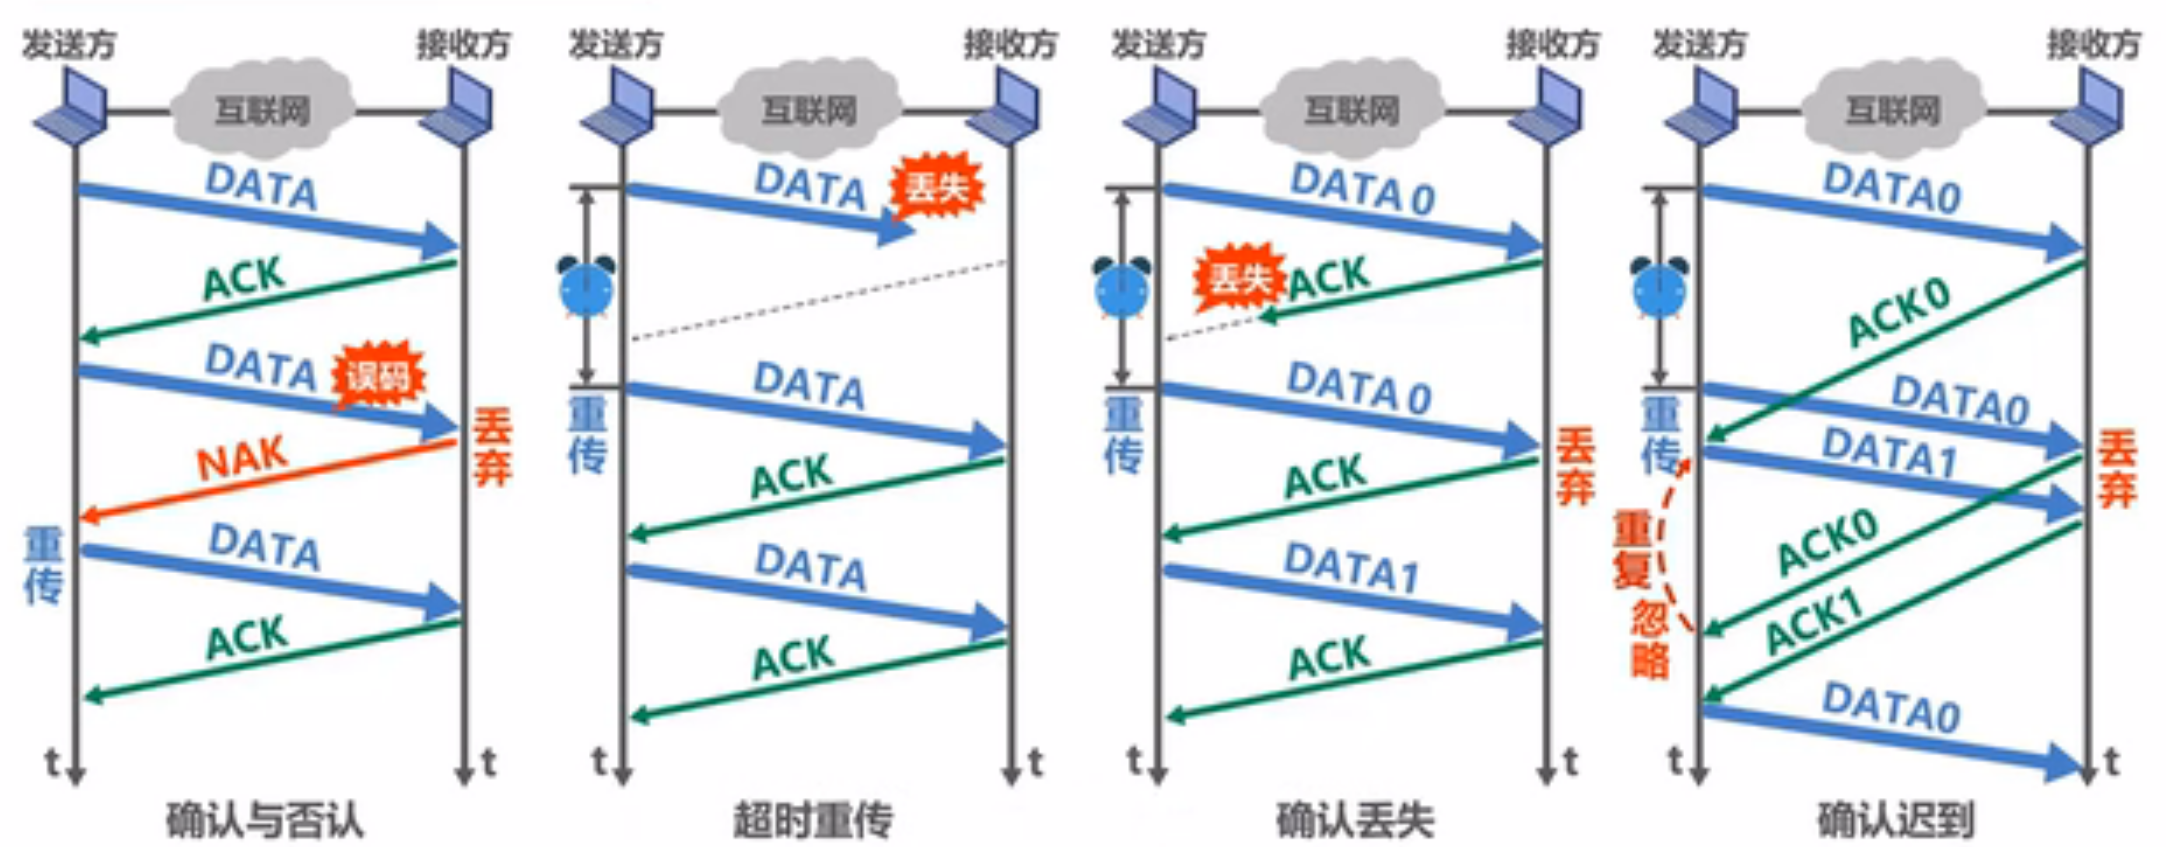 发送方
接收方
互联网
DATA
ACK
DATA
误码
丢弃
NAK
重传
DATA
ACK
t
t
确认与否认
发送方
接收方
互联网
DATA
丢失
重传
DATA
ACK
DATA
ACK
t
t
超时重传
发送方
接收方
互联网
DATA 0
丢失
ACK
重传
DATA 0
丢弃
ACK
DATA1
ACK
t
t
确认丢失
发送方
接收方
互联网
DATA0
ACK 0
重传
DATA0
DATA1
丢弃
重复
忽略
ACK0
ACK1
DATA0
t
t
确认迟到